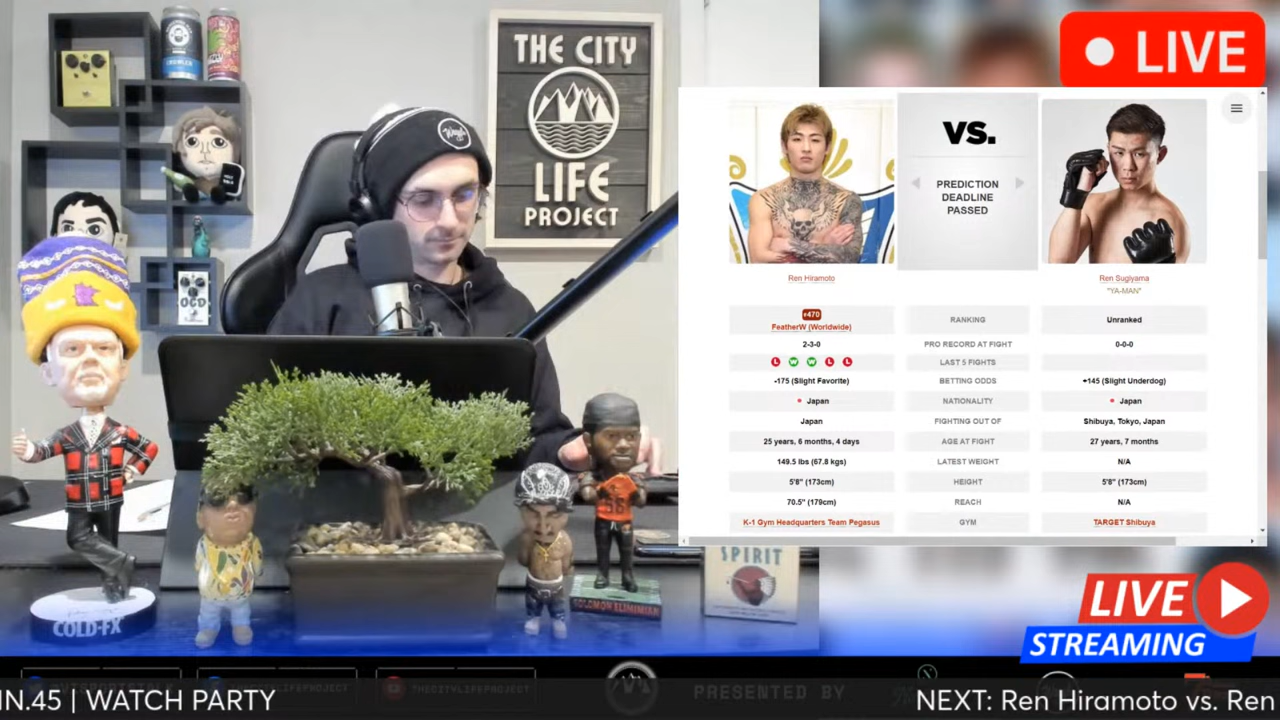 LIVE
THE CITY
LIFE
PROJECT
CROWLER
OCD
COLD-FX
SOLOMON ELIMIMIAN
SPIRIT
VS.
PREDICTION
DEADLINE
PASSED
Ren Hiramoto
Ren Sugiyama
"YA-MAN"
+470
FeatherW (Worldwide)
RANKING
Unranked
2-3-0
PRO RECORD AT FIGHT
0-0-0
L W W L L
LAST 5 FIGHTS
-175 (Slight Favorite)
BETTING ODDS
+145 (Slight Underdog)
Japan
NATIONALITY
Japan
Japan
FIGHTING OUT OF
Shibuya, Tokyo, Japan
25 years, 6 months, 4 days
AGE AT FIGHT
27 years, 7 months
149.5 lbs (67.8 kgs)
LATEST WEIGHT
N/A
5'8" (173cm)
HEIGHT
5'8" (173cm)
70.5" (179cm)
REACH
N/A
K-1 Gym Headquarters Team Pegasus
GYM
TARGET Shibuya
LIVE
STREAMING
THECITYLIFEPROJECT
PRESENTED BY
IN.45 | WATCH PARTY
NEXT: Ren Hiramoto vs. Ren